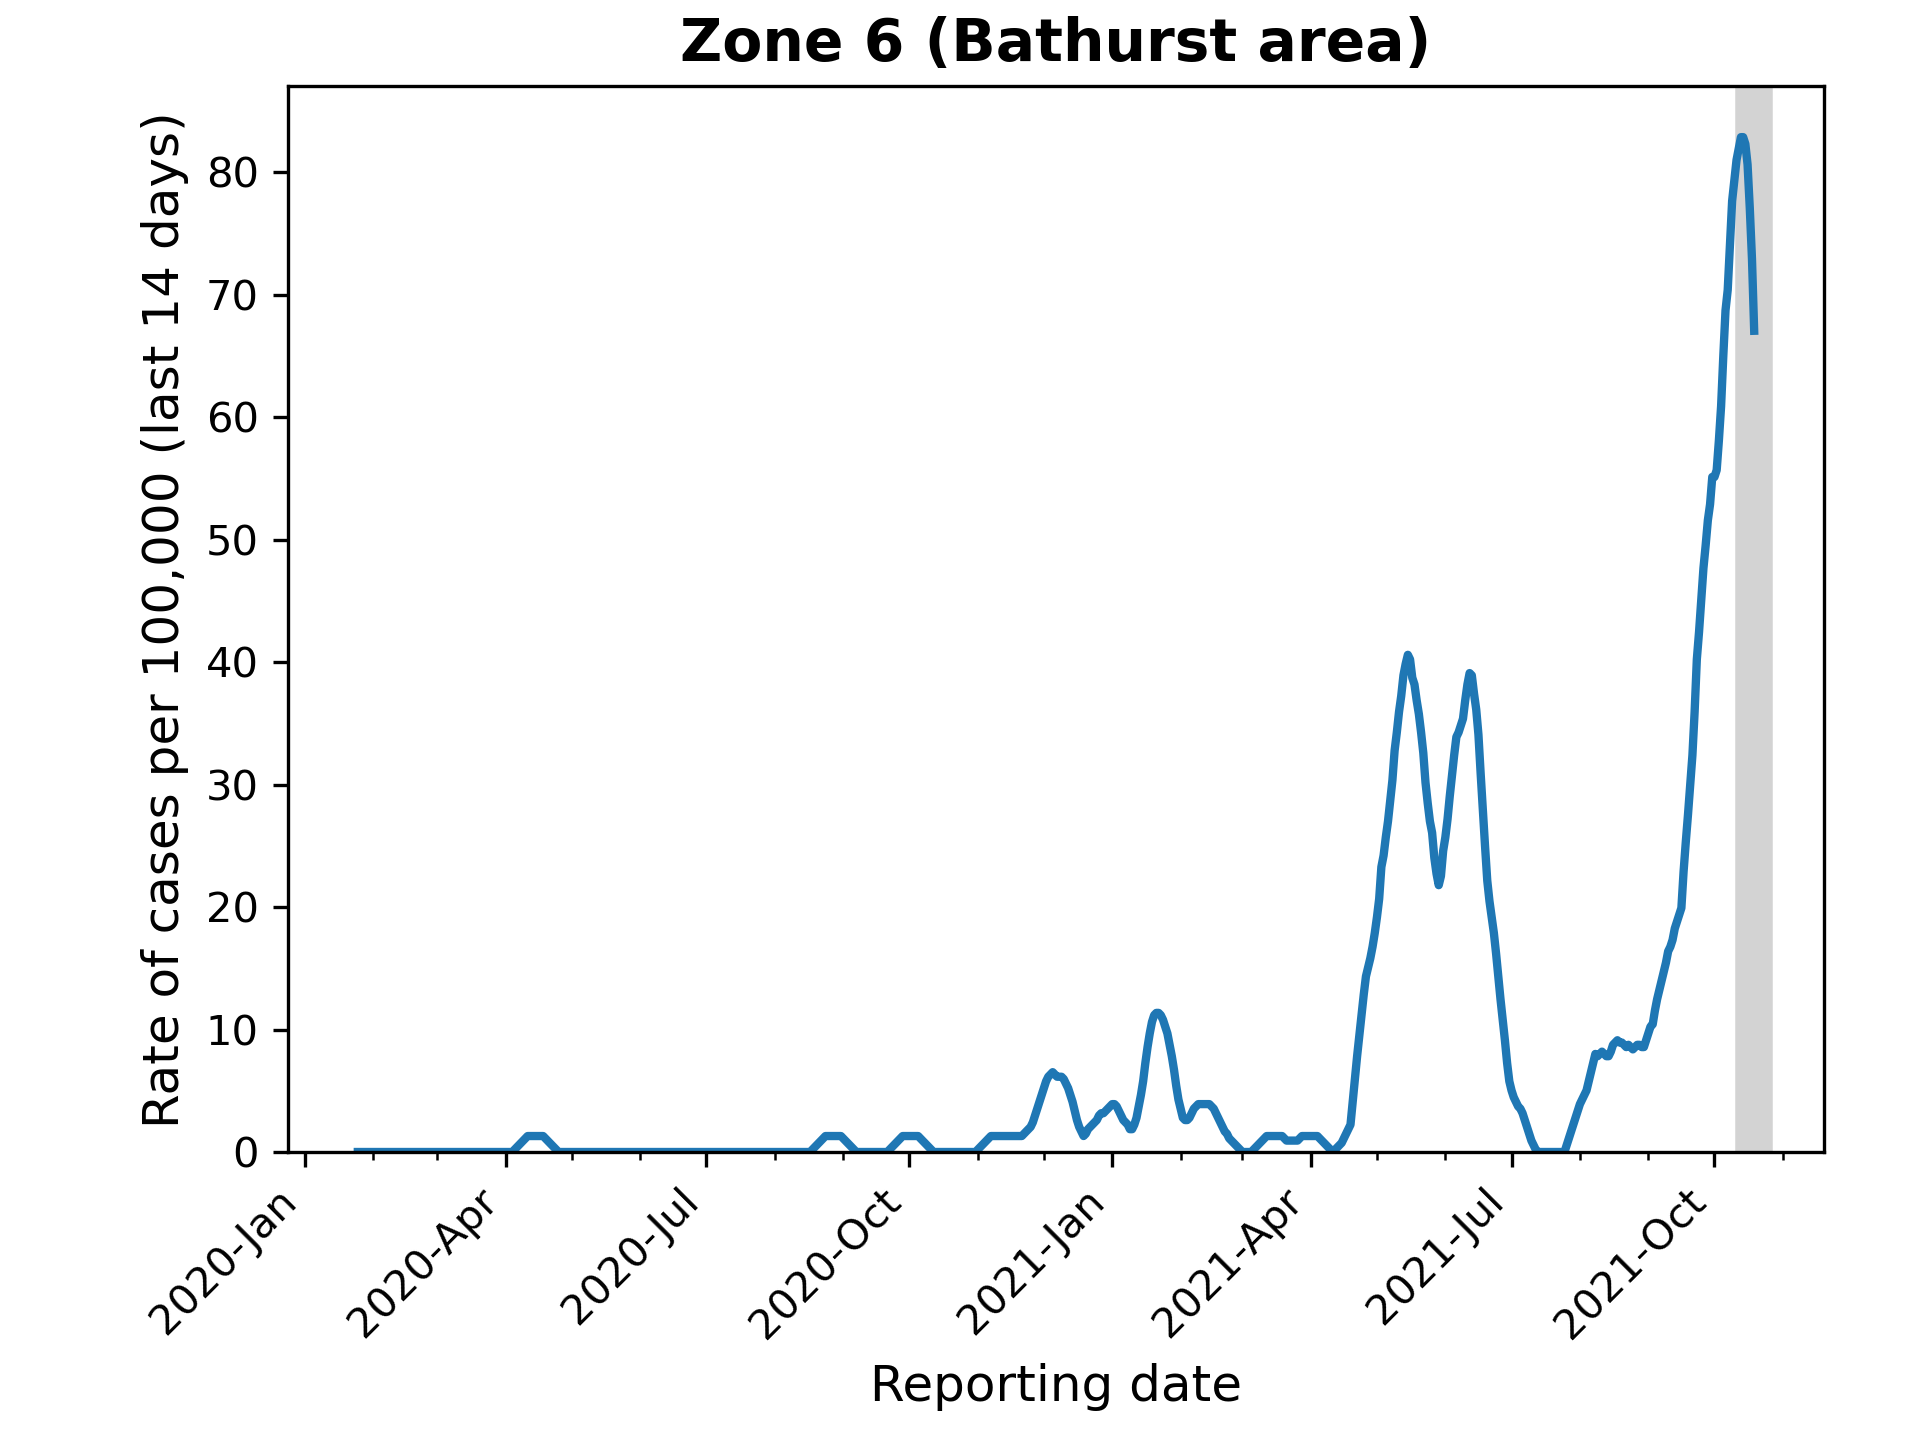 Zone 6 (Bathurst area)
Rate of cases per 100,000 (last 14 days)
80
70
60
50
40
30
20
10
0
2020-Jan
2020-Apr
2020-Jul
2020-Oct
2021-Jan
2021-Apr
2021-Jul
2021-Oct
Reporting date